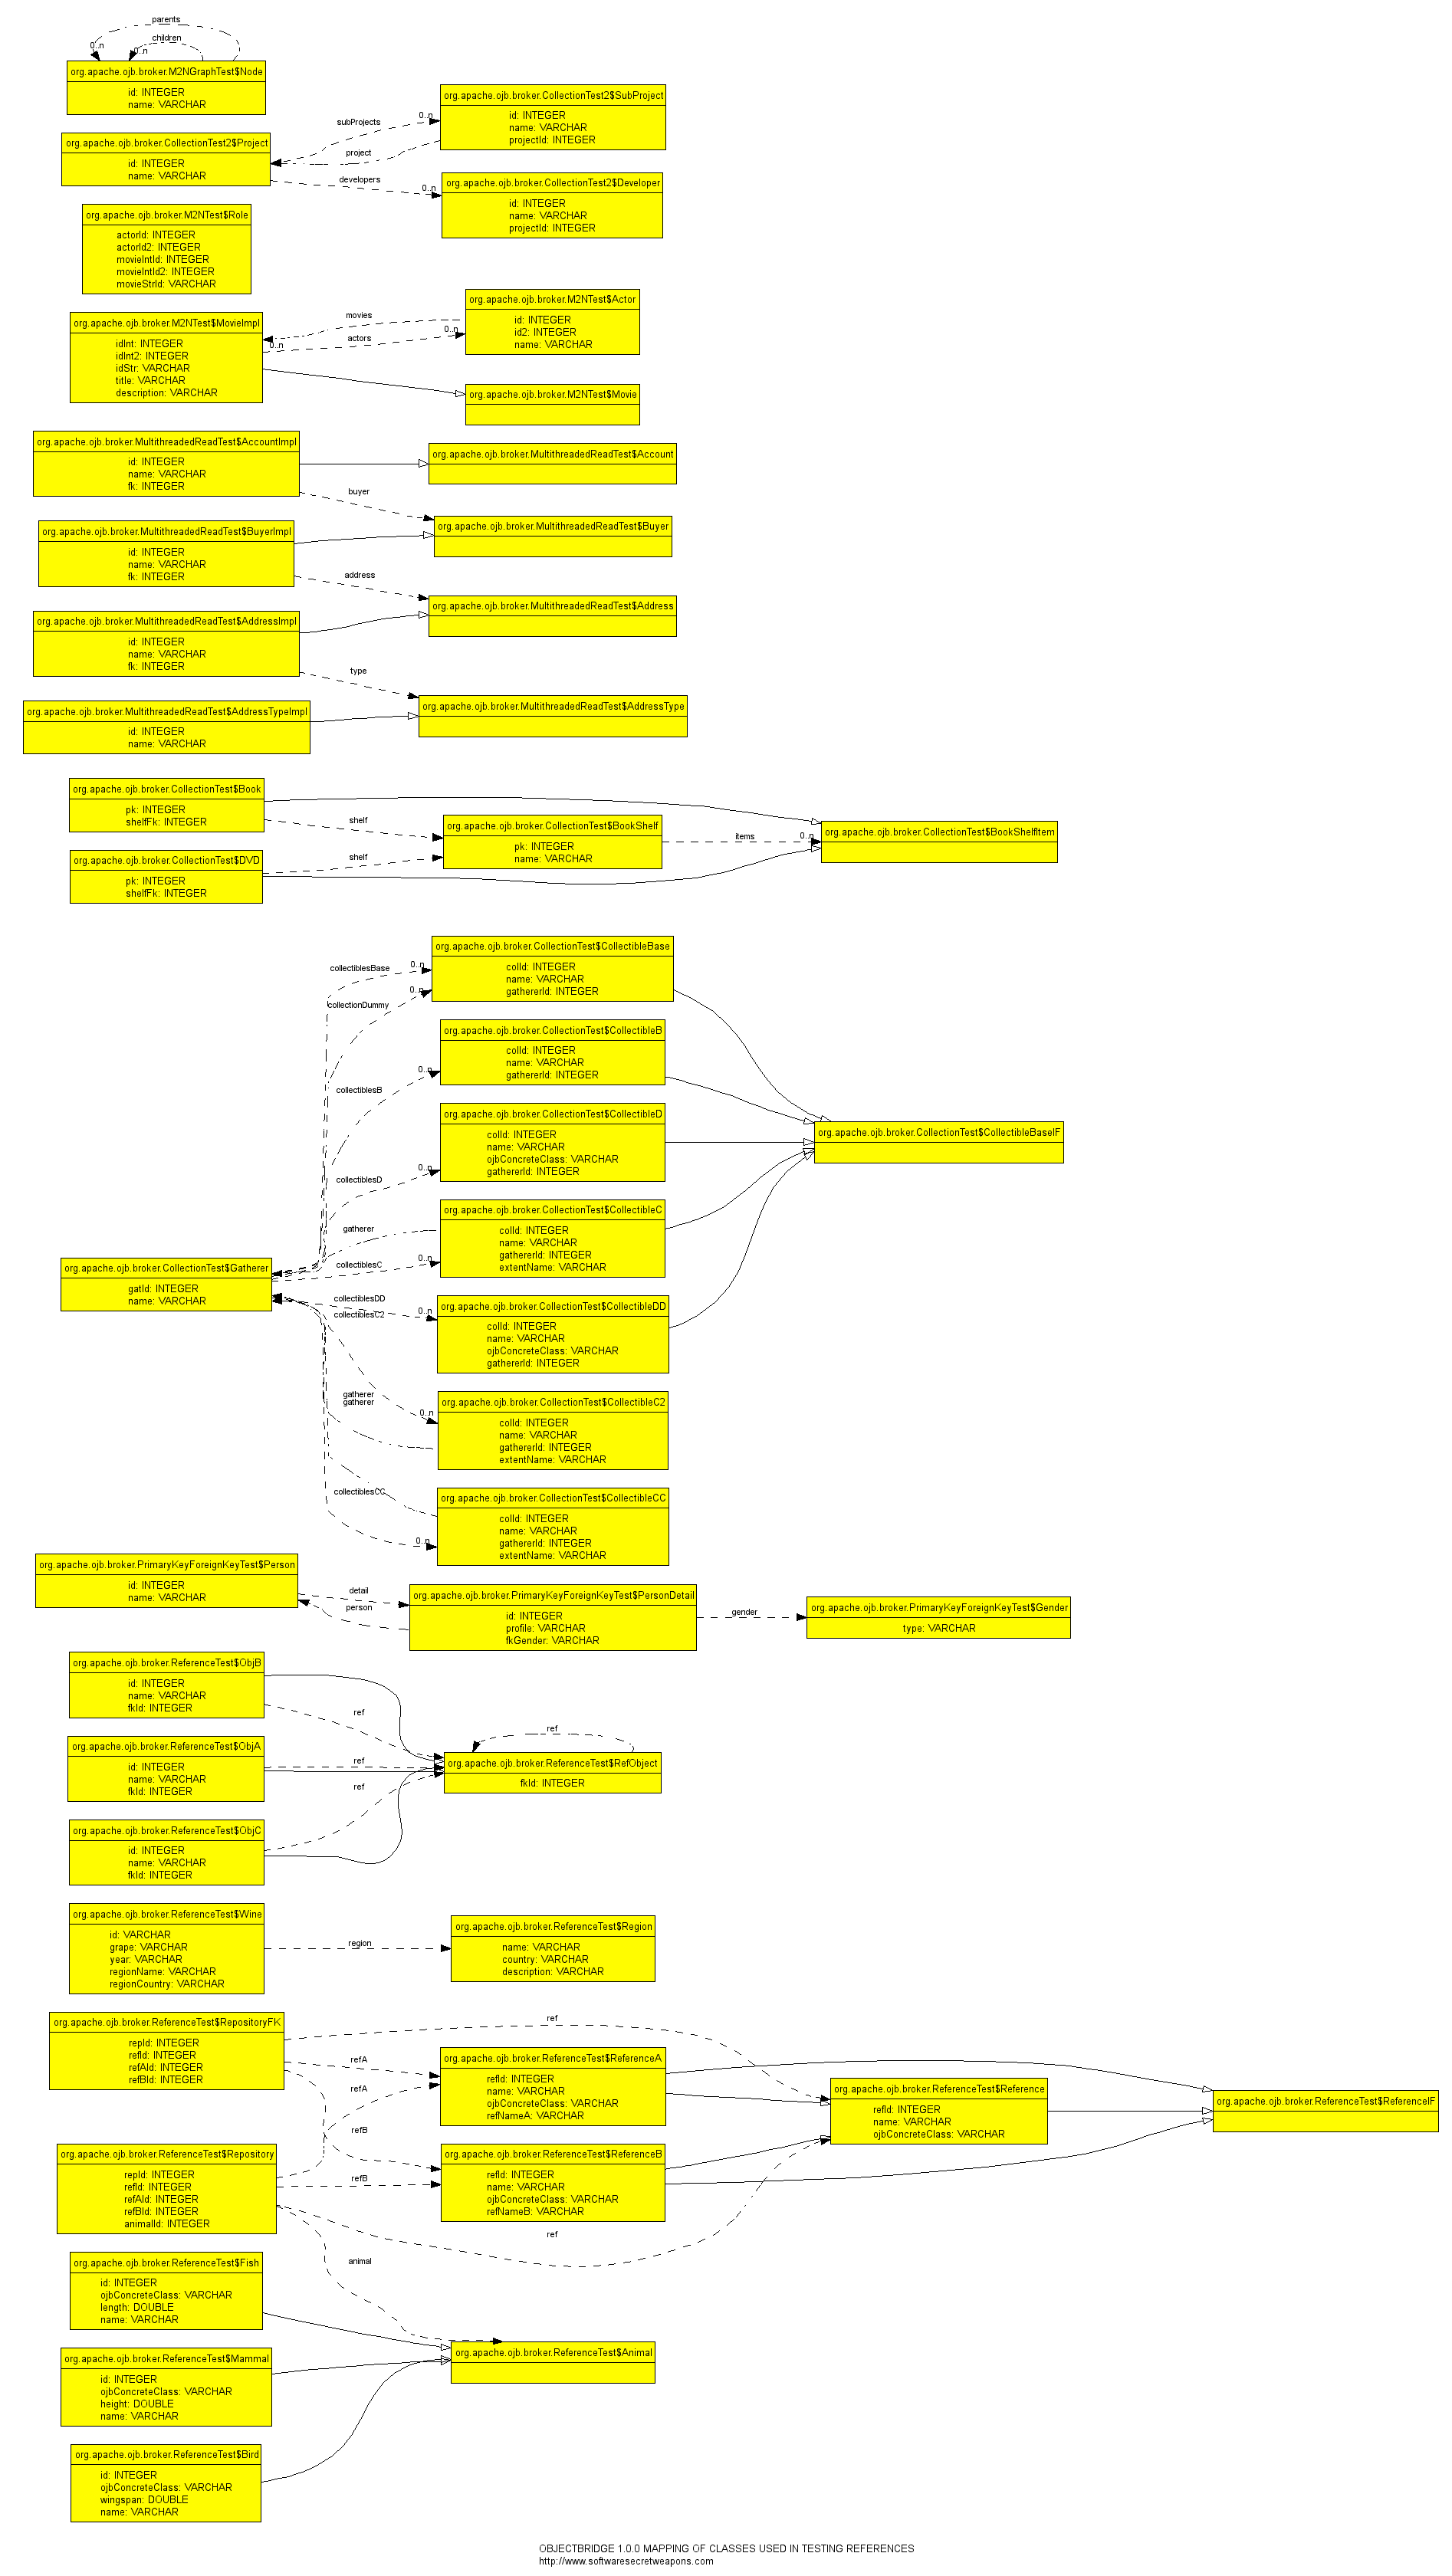 parents
0..n
children
0..n
org.apache.ojb.broker.M2NGraphTest$Node
id: INTEGER
name: VARCHAR
org.apache.ojb.broker.CollectionTest2$SubProject
id: INTEGER
name: VARCHAR
projectId: INTEGER
subProjects
0..n
project
org.apache.ojb.broker.CollectionTest2$Project
id: INTEGER
name: VARCHAR
developers
0..n
org.apache.ojb.broker.CollectionTest2$Developer
id: INTEGER
name: VARCHAR
projectId: INTEGER
org.apache.ojb.broker.M2NTest$Role
actorId: INTEGER
actorId2: INTEGER
movieIntId: INTEGER
movieIntId2: INTEGER
movieStrId: VARCHAR
org.apache.ojb.broker.M2NTest$Actor
id: INTEGER
id2: INTEGER
name: VARCHAR
movies
0..n
actors
0..n
org.apache.ojb.broker.M2NTest$MovieImpl
idInt: INTEGER
idInt2: INTEGER
idStr: VARCHAR
title: VARCHAR
description: VARCHAR
org.apache.ojb.broker.M2NTest$Movie
org.apache.ojb.broker.MultithreadedReadTest$AccountImpl
id: INTEGER
name: VARCHAR
fk: INTEGER
org.apache.ojb.broker.MultithreadedReadTest$Account
buyer
org.apache.ojb.broker.MultithreadedReadTest$Buyer
org.apache.ojb.broker.MultithreadedReadTest$BuyerImpl
id: INTEGER
name: VARCHAR
fk: INTEGER
address
org.apache.ojb.broker.MultithreadedReadTest$Address
org.apache.ojb.broker.MultithreadedReadTest$AddressImpl
id: INTEGER
name: VARCHAR
fk: INTEGER
type
org.apache.ojb.broker.MultithreadedReadTest$AddressType
org.apache.ojb.broker.MultithreadedReadTest$AddressTypeImpl
id: INTEGER
name: VARCHAR
org.apache.ojb.broker.CollectionTest$Book
pk: INTEGER
shelfFk: INTEGER
shelf
org.apache.ojb.broker.CollectionTest$BookShelf
pk: INTEGER
name: VARCHAR
items
0..n
org.apache.ojb.broker.CollectionTest$BookShelfItem
org.apache.ojb.broker.CollectionTest$DVD
pk: INTEGER
shelfFk: INTEGER
shelf
org.apache.ojb.broker.CollectionTest$CollectibleBase
colId: INTEGER
name: VARCHAR
gathererId: INTEGER
collectiblesBase
0..n
collectionDummy
0..n
org.apache.ojb.broker.CollectionTest$CollectibleB
colId: INTEGER
name: VARCHAR
gathererId: INTEGER
collectiblesB
0..n
org.apache.ojb.broker.CollectionTest$CollectibleD
colId: INTEGER
name: VARCHAR
ojbConcreteClass: VARCHAR
gathererId: INTEGER
org.apache.ojb.broker.CollectionTest$CollectibleBaseIF
collectiblesD
0..n
org.apache.ojb.broker.CollectionTest$CollectibleC
colId: INTEGER
name: VARCHAR
gathererId: INTEGER
extentName: VARCHAR
gatherer
collectiblesC
0..n
org.apache.ojb.broker.CollectionTest$Gatherer
gatId: INTEGER
name: VARCHAR
collectiblesDD
0..n
collectiblesC2
org.apache.ojb.broker.CollectionTest$CollectibleDD
colId: INTEGER
name: VARCHAR
ojbConcreteClass: VARCHAR
gathererId: INTEGER
gatherer
gatherer
0..n
org.apache.ojb.broker.CollectionTest$CollectibleC2
colId: INTEGER
name: VARCHAR
gathererId: INTEGER
extentName: VARCHAR
collectiblesCC
0..n
org.apache.ojb.broker.CollectionTest$CollectibleCC
colId: INTEGER
name: VARCHAR
gathererId: INTEGER
extentName: VARCHAR
org.apache.ojb.broker.PrimaryKeyForeignKeyTest$Person
id: INTEGER
name: VARCHAR
detail
person
org.apache.ojb.broker.PrimaryKeyForeignKeyTest$PersonDetail
id: INTEGER
profile: VARCHAR
fkGender: VARCHAR
gender
org.apache.ojb.broker.PrimaryKeyForeignKeyTest$Gender
type: VARCHAR
org.apache.ojb.broker.ReferenceTest$ObjB
id: INTEGER
name: VARCHAR
fkId: INTEGER
ref
ref
org.apache.ojb.broker.ReferenceTest$RefObject
fkId: INTEGER
org.apache.ojb.broker.ReferenceTest$ObjA
id: INTEGER
name: VARCHAR
fkId: INTEGER
ref
ref
org.apache.ojb.broker.ReferenceTest$ObjC
id: INTEGER
name: VARCHAR
fkId: INTEGER
org.apache.ojb.broker.ReferenceTest$Wine
id: VARCHAR
grape: VARCHAR
year: VARCHAR
regionName: VARCHAR
regionCountry: VARCHAR
region
org.apache.ojb.broker.ReferenceTest$Region
name: VARCHAR
country: VARCHAR
description: VARCHAR
org.apache.ojb.broker.ReferenceTest$RepositoryFK
repId: INTEGER
refId: INTEGER
refAId: INTEGER
refBId: INTEGER
ref
refA
refA
refB
org.apache.ojb.broker.ReferenceTest$ReferenceA
refId: INTEGER
name: VARCHAR
ojbConcreteClass: VARCHAR
refNameA: VARCHAR
org.apache.ojb.broker.ReferenceTest$Reference
refId: INTEGER
name: VARCHAR
ojbConcreteClass: VARCHAR
org.apache.ojb.broker.ReferenceTest$ReferenceIF
org.apache.ojb.broker.ReferenceTest$Repository
repId: INTEGER
refId: INTEGER
refAId: INTEGER
refBId: INTEGER
animalId: INTEGER
refB
org.apache.ojb.broker.ReferenceTest$ReferenceB
refId: INTEGER
name: VARCHAR
ojbConcreteClass: VARCHAR
refNameB: VARCHAR
ref
animal
org.apache.ojb.broker.ReferenceTest$Fish
id: INTEGER
ojbConcreteClass: VARCHAR
length: DOUBLE
name: VARCHAR
org.apache.ojb.broker.ReferenceTest$Animal
org.apache.ojb.broker.ReferenceTest$Mammal
id: INTEGER
ojbConcreteClass: VARCHAR
height: DOUBLE
name: VARCHAR
org.apache.ojb.broker.ReferenceTest$Bird
id: INTEGER
ojbConcreteClass: VARCHAR
wingspan: DOUBLE
name: VARCHAR
OBJECTBRIDGE 1.0.0 MAPPING OF CLASSES USED IN TESTING REFERENCES
http://www.softwaresecretweapons.com